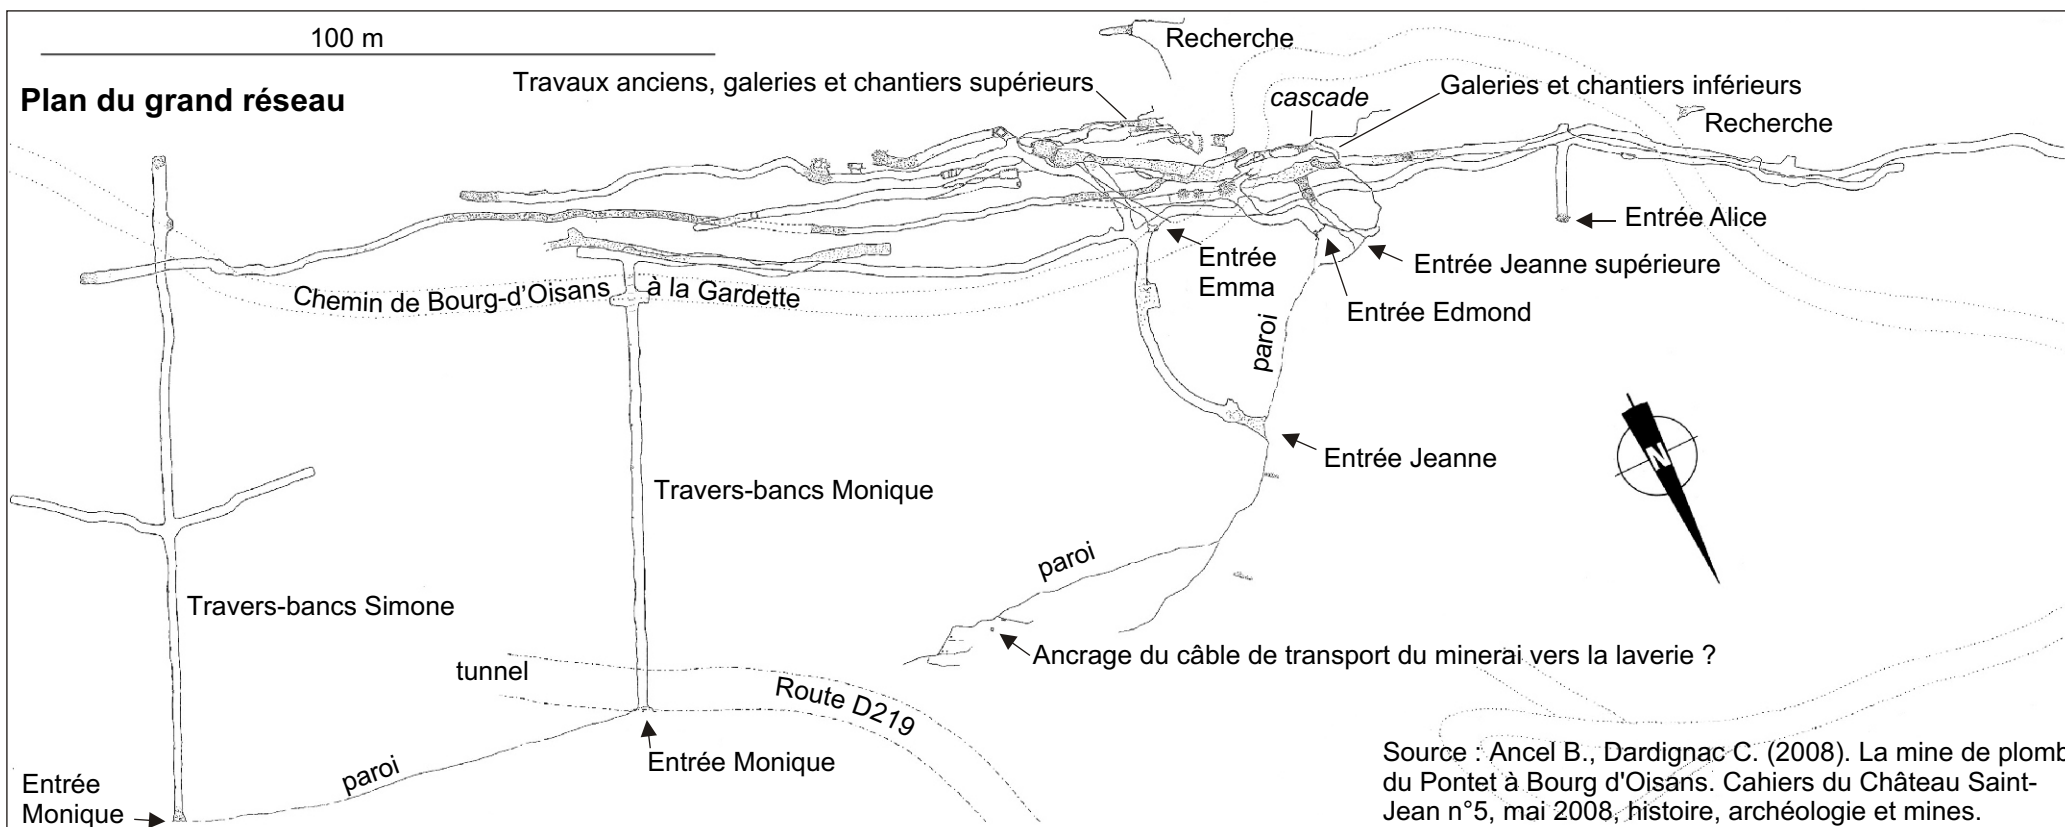 100 m
Plan du grand réseau
Recherche
Travaux anciens, galeries et chantiers supérieurs
cascade
Galeries et chantiers inférieurs
Recherche
Entrée Alice
Entrée
Emma
Entrée Jeanne supérieure
Entrée Edmond
Chemin de Bourg-d'Oisans à la Gardette
paroi
Entrée Jeanne
N
Travers-bancs Monique
paroi
Travers-bancs Simone
Ancrage du câble de transport du minerai vers la laverie ?
tunnel
Route D219
Entrée Monique
paroi
Entrée
Monique
Source : Ancel B., Dardignac C. (2008). La mine de plomb
du Pontet à Bourg d'Oisans. Cahiers du Château Saint-
Jean n°5, mai 2008, histoire, archéologie et mines.